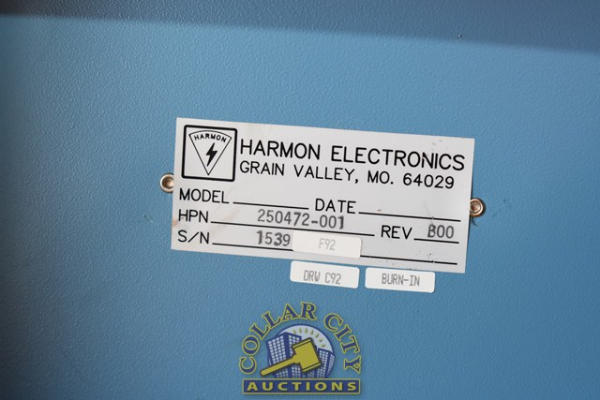 HARMON
HARMON ELECTRONICS
GRAIN VALLEY, MO. 64029
MODEL DATE
HPN 250472-001 REV B00
S/N 1539 F92
DRW C92 BURN-IN
COLLAR CITY
AUCTIONS